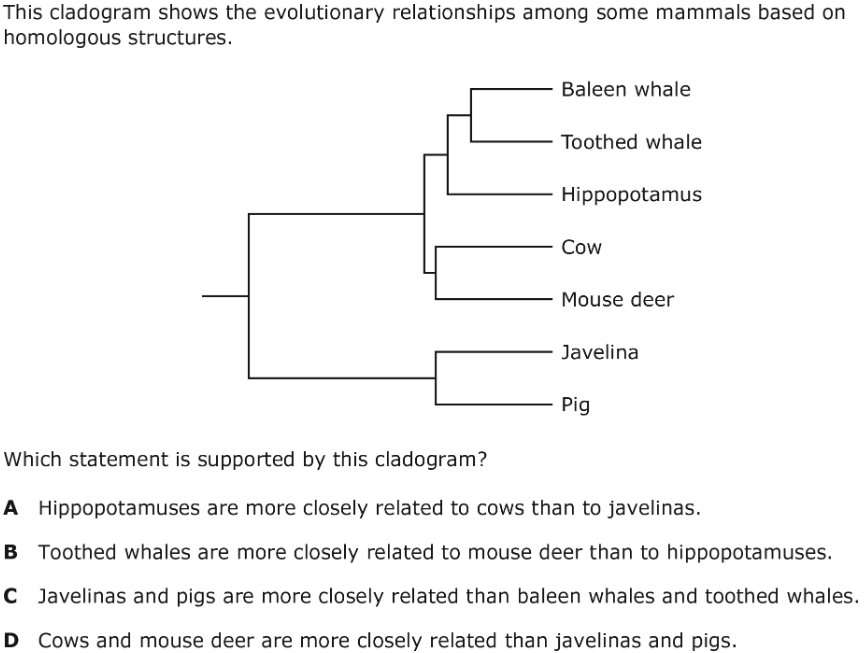 This cladogram shows the evolutionary relationships among some mammals based on
homologous structures.
Baleen whale
Toothed whale
Hippopotamus
Cow
Mouse deer
Javelina
Pig
Which statement is supported by this cladogram?
A Hippopotamuses are more closely related to cows than to javelinas.
B Toothed whales are more closely related to mouse deer than to hippopotamuses.
C Javelinas and pigs are more closely related than baleen whales and toothed whales.
D Cows and mouse deer are more closely related than javelinas and pigs.